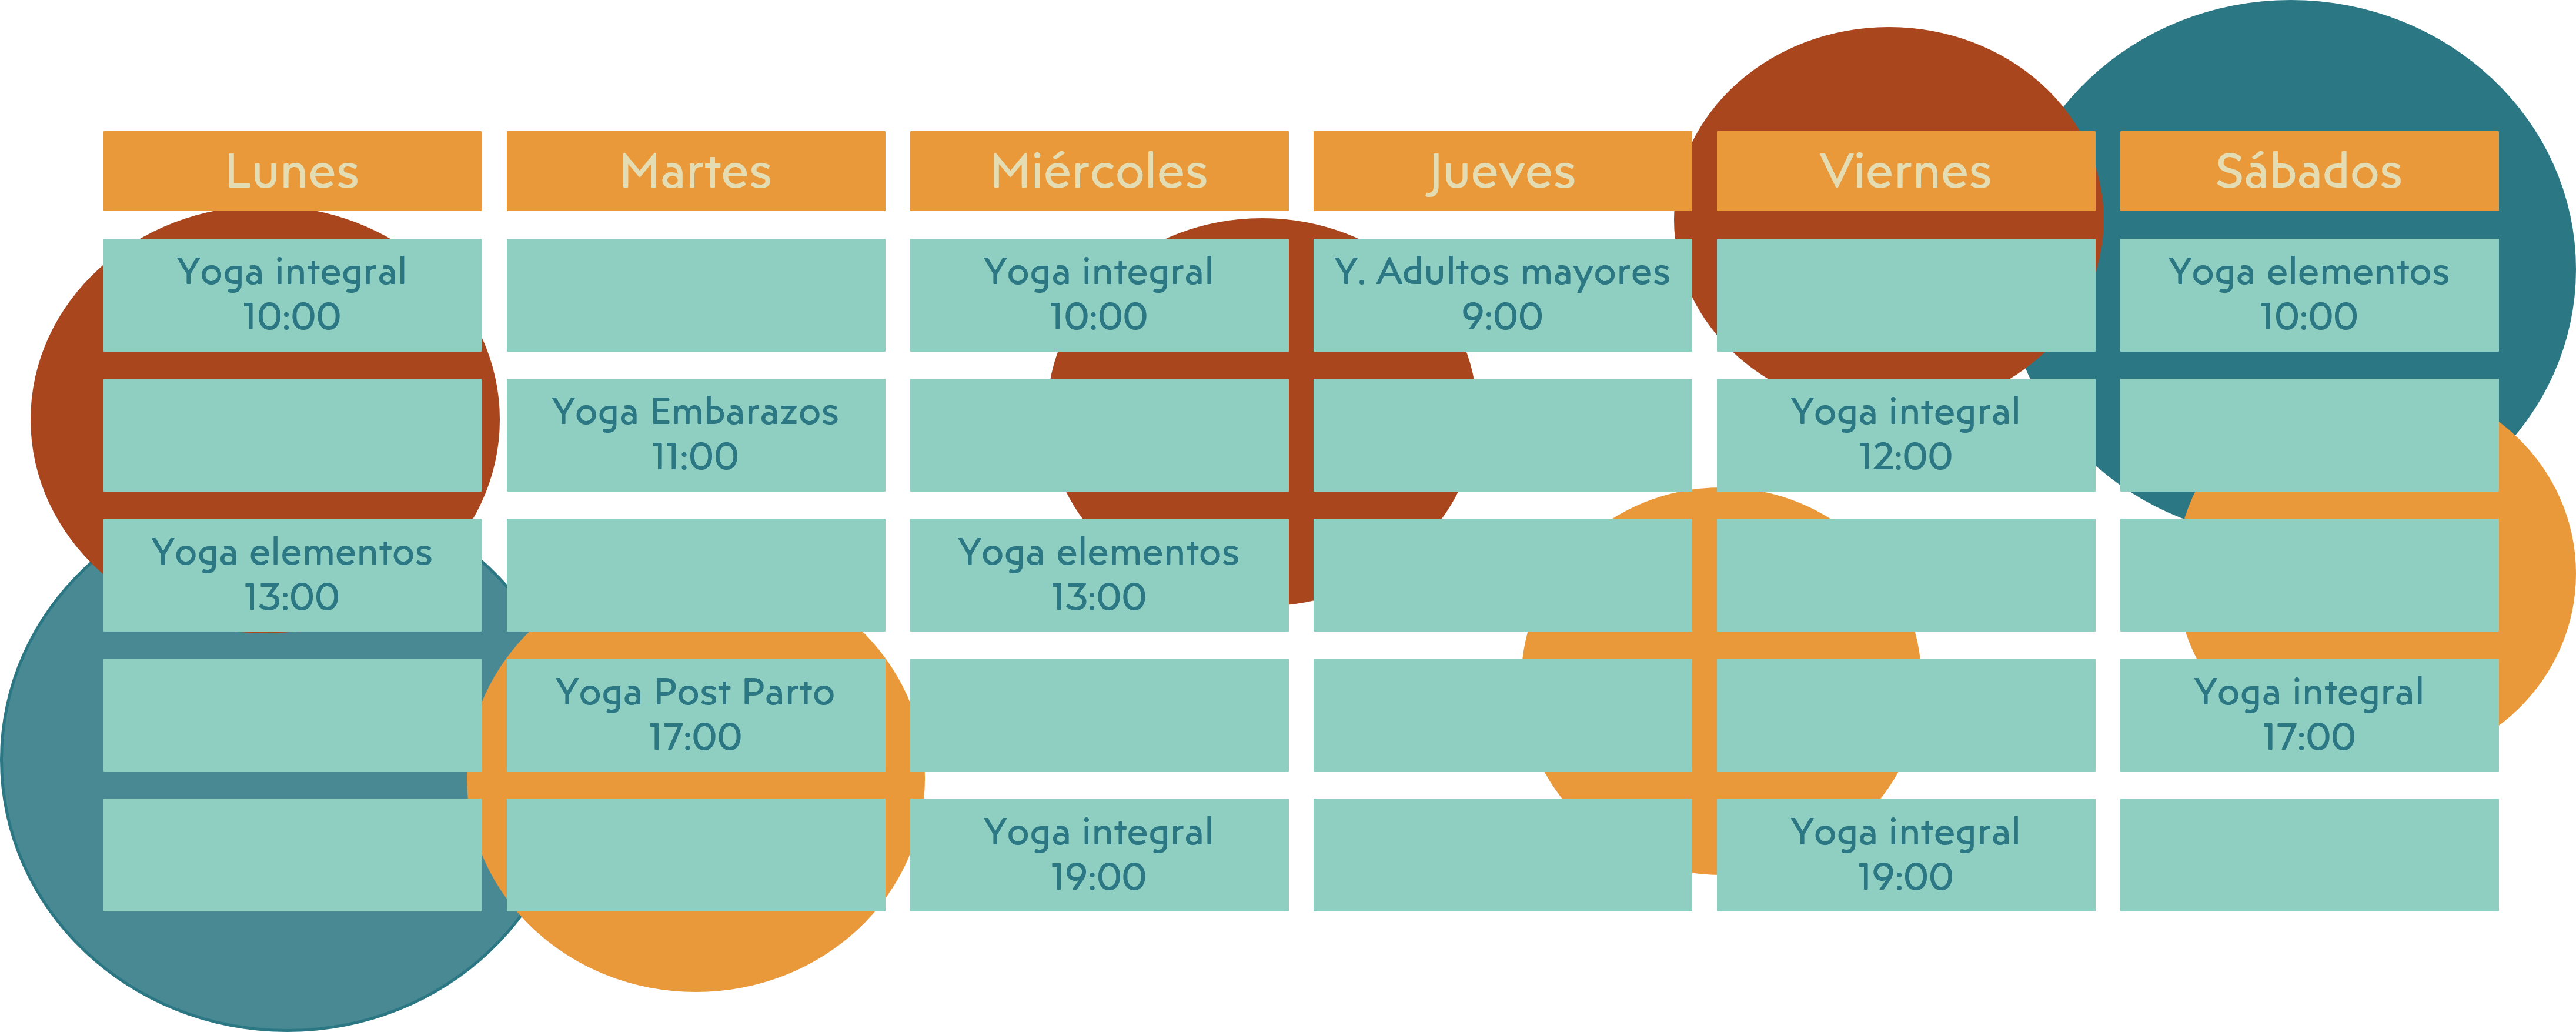 Lunes
Martes
Miércoles
Jueves
Viernes
Sábados
Yoga integral
10:00
Yoga integral
10:00
Y. Adultos mayores
9:00
Yoga elementos
10:00
Yoga Embarazos
11:00
Yoga integral
12:00
Yoga elementos
13:00
Yoga elementos
13:00
Yoga Post Parto
17:00
Yoga integral
17:00
Yoga integral
19:00
Yoga integral
19:00